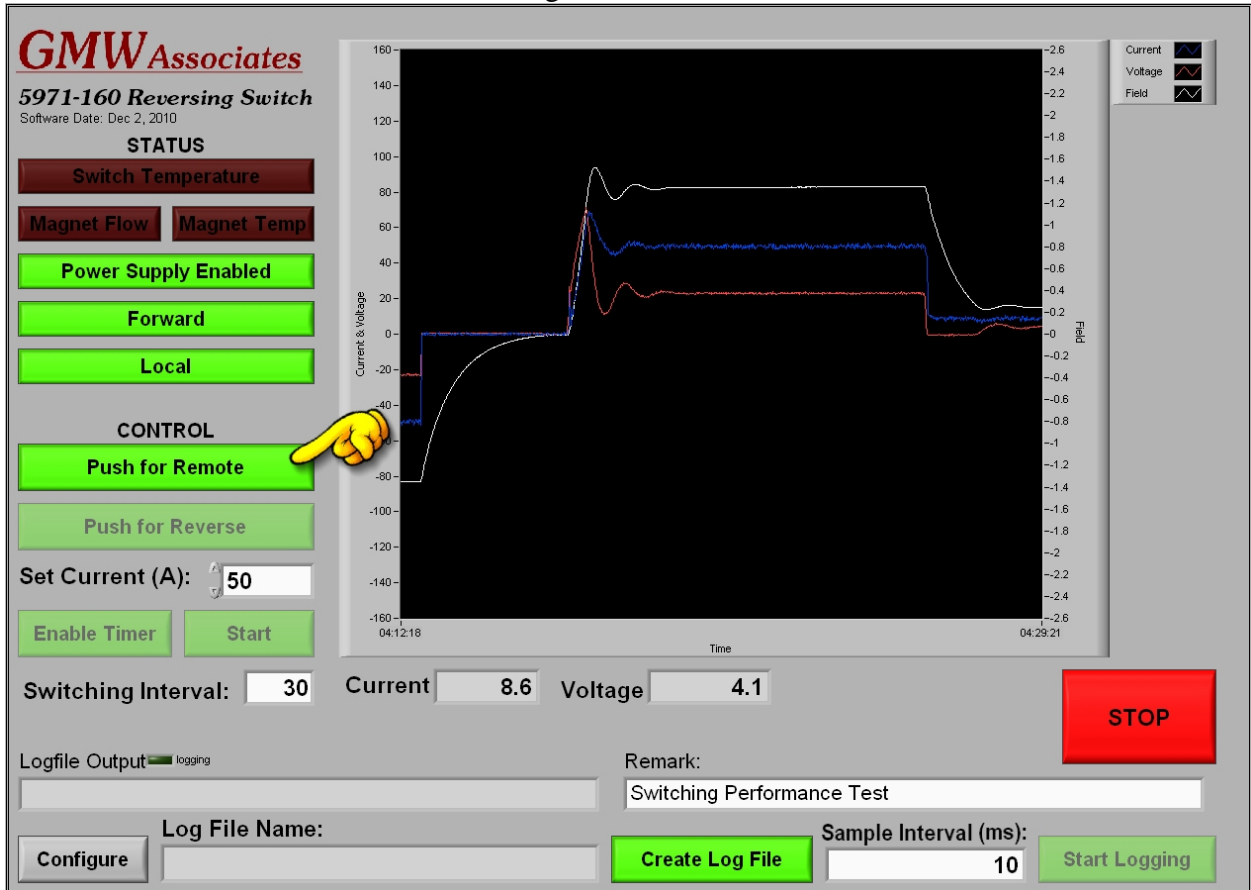 GMW Associates
5971-160 Reversing Switch
Software Date: Dec 2, 2010
STATUS
Switch Temperature
Magnet Flow
Magnet Temp
Power Supply Enabled
Forward
Local
CONTROL
Push for Remote
Push for Reverse
Set Current (A): 50
Enable Timer
Start
Switching Interval: 30
Current & Voltage
160
140
120
100
80
60
40
20
0
-20
-40
-80
-100
-120
-140
-160
2.6
2.4
2.2
2
1.8
1.6
1.4
1.2
1
0.8
0.6
0.4
0.2
0
-0.2
-0.4
-0.6
-0.8
-1
-1.2
-1.4
-1.6
-1.8
-2
-2.2
-2.4
-2.6
Field
04:12:18
04:29:21
Time
Current
Voltage
Field
Current 8.6
Voltage 4.1
STOP
Logfile Output
logging
Remark:
Switching Performance Test
Configure
Log File Name:
Create Log File
Sample Interval (ms):
10
Start Logging